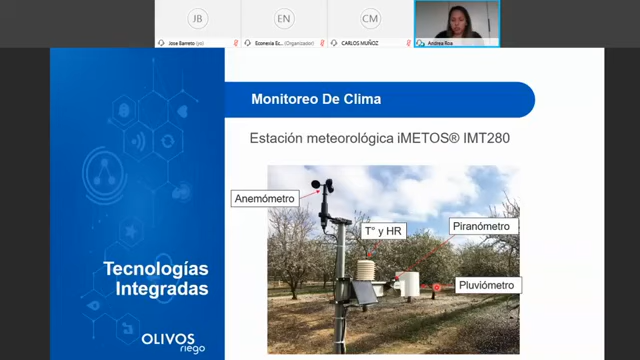 JB
EN
CM
Jose Barreto (yo)
Econexia Ec... (Organizador)
CARLOS MUÑOZ
Andrea Roa
Monitoreo De Clima
Estación meteorológica iMETOS® IMT280
Anemómetro
T° y HR
Piranómetro
Pluviómetro
Tecnologías
Integradas
OLIVOS
riego